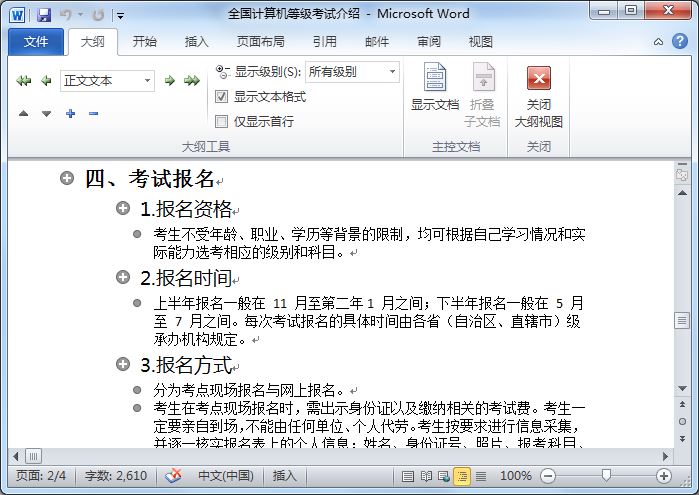 全国计算机等级考试介绍 - Microsoft Word
文件 大纲 开始 插入 页面布局 引用 邮件 审阅 视图
正文文本
显示级别(S): 所有级别
显示文本格式
仅显示首行
大纲工具
显示文档
折叠
子文档
主控文档
关闭
大纲视图
关闭
四、考试报名
1.报名资格
考生不受年龄、职业、学历等背景的限制，均可根据自己学习情况和实
际能力选考相应的级别和科目。
2.报名时间
上半年报名一般在 11 月至第二年 1 月之间；下半年报名一般在 5 月
至 7 月之间。每次考试报名的具体时间由各省（自治区、直辖市）级
承办机构规定。
3.报名方式
分为考点现场报名与网上报名。
考生在考点现场报名时，需出示身份证以及缴纳相关的考试费。考生一
定要亲自到场，不能由任何单位、个人代劳。考生按要求进行信息采集，
并逐一核实报名表上的个人信息：姓名、身份证号、照片、报考科目、
页面: 2/4 字数: 2,610 中文(中国) 插入 100%